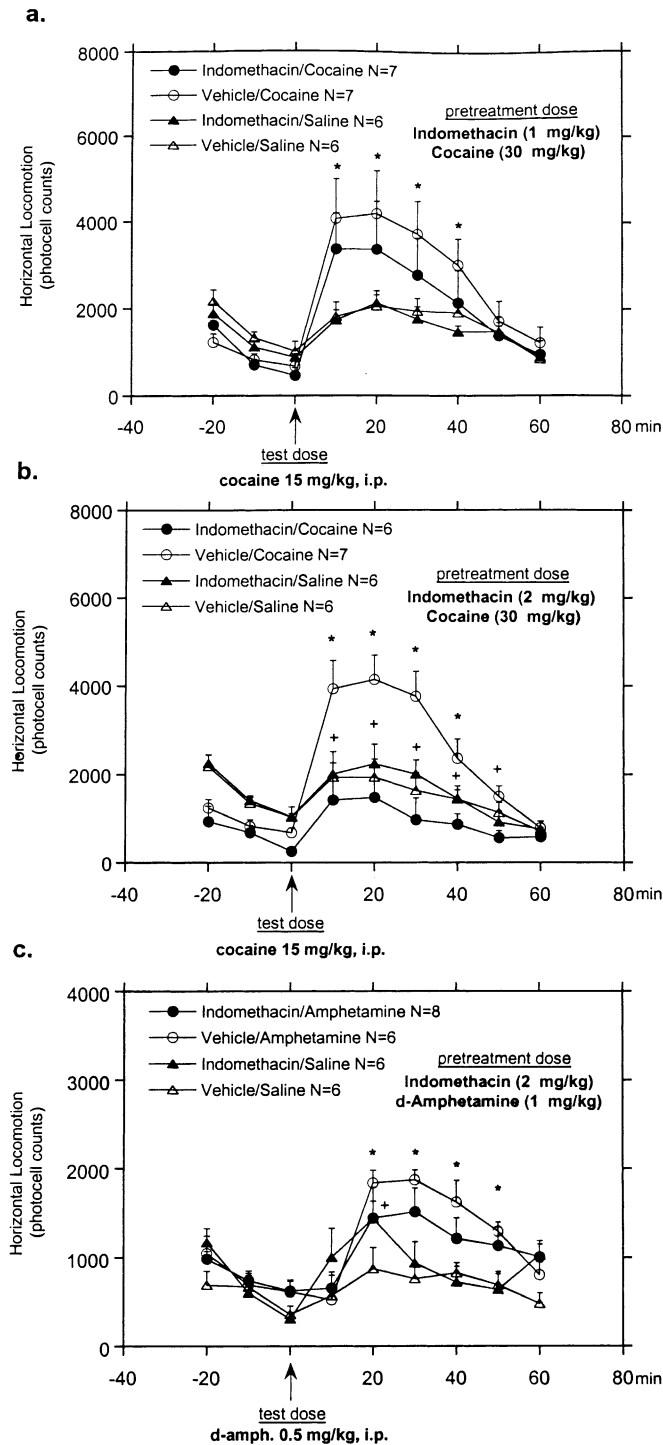 a.
8000
6000
4000
2000
0
Horizontal Locomotion
(photocell counts)
Indomethacin/Cocaine N=7
Vehicle/Cocaine N=7
Indomethacin/Saline N=6
Vehicle/Saline N=6
pretreatment dose
Indomethacin (1 mg/kg)
Cocaine (30 mg/kg)
* * * *
-40 -20 20 40 60 80 min
test dose
cocaine 15 mg/kg, i.p.
b.
8000
6000
4000
2000
0
Horizontal Locomotion
(photocell counts)
Indomethacin/Cocaine N=6
Vehicle/Cocaine N=7
Indomethacin/Saline N=6
Vehicle/Saline N=6
pretreatment dose
Indomethacin (2 mg/kg)
Cocaine (30 mg/kg)
* * * *
+ + + + +
-40 -20 20 40 60 80 min
test dose
cocaine 15 mg/kg, i.p.
c.
4000
3000
2000
1000
0
Horizontal Locomotion
(photocell counts)
Indomethacin/Amphetamine N=8
Vehicle/Amphetamine N=6
Indomethacin/Saline N=6
Vehicle/Saline N=6
pretreatment dose
Indomethacin (2 mg/kg)
d-Amphetamine (1 mg/kg)
* * * *
+
-40 -20 20 40 60 80 min
test dose
d-amph. 0.5 mg/kg, i.p.